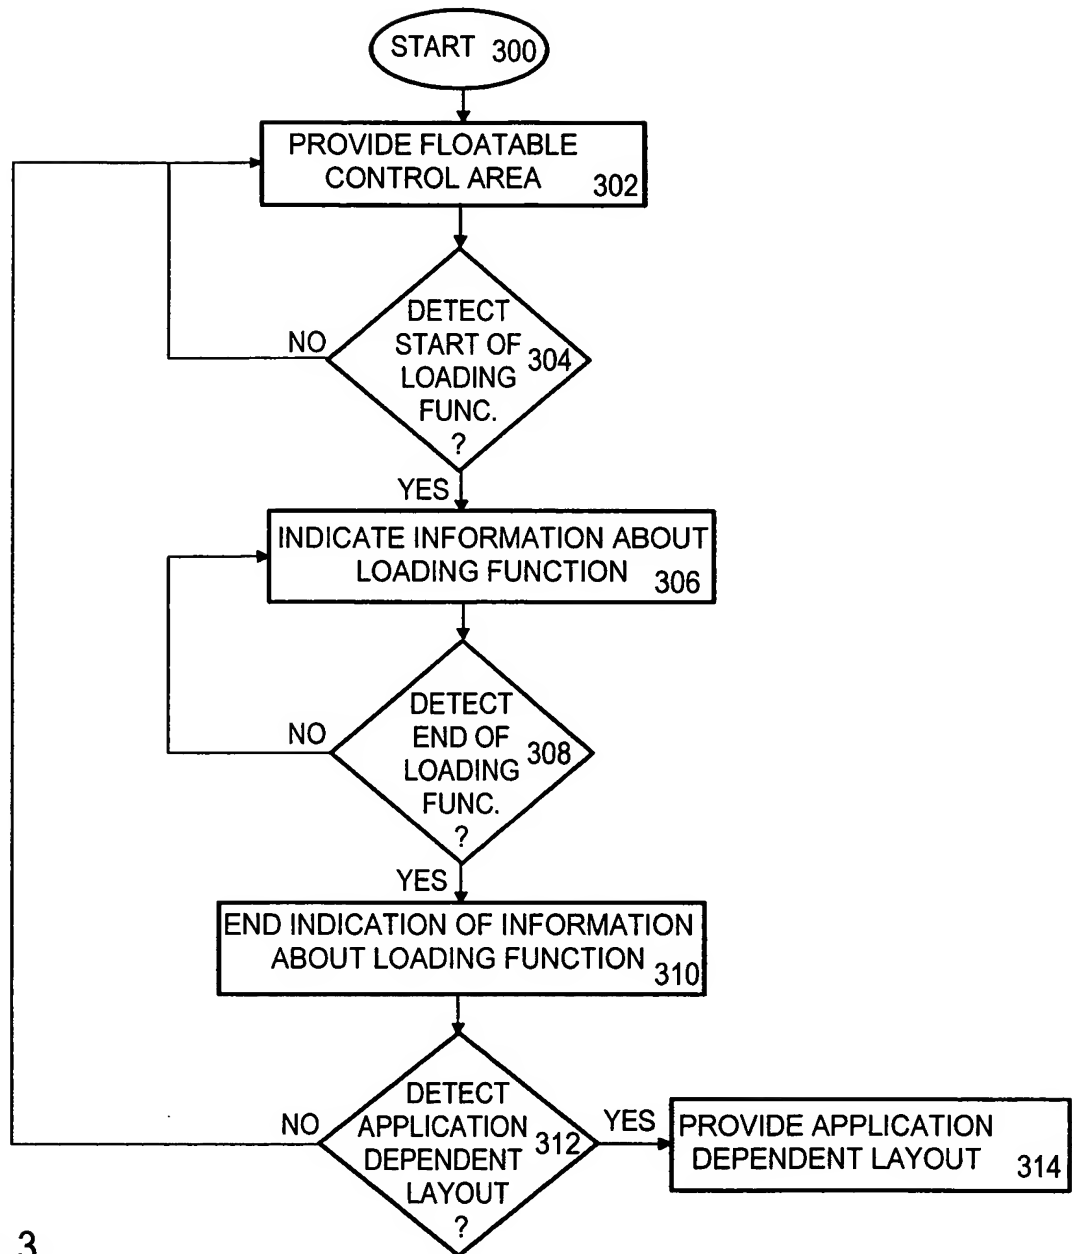 START 300
PROVIDE FLOATABLE
CONTROL AREA 302
DETECT
START OF
LOADING
FUNC.
?
304
NO
YES
INDICATE INFORMATION ABOUT
LOADING FUNCTION 306
DETECT
END OF
LOADING
FUNC.
?
308
NO
YES
END INDICATION OF INFORMATION
ABOUT LOADING FUNCTION 310
DETECT
APPLICATION
DEPENDENT
LAYOUT
?
312
NO
YES
PROVIDE APPLICATION
DEPENDENT LAYOUT 314
3